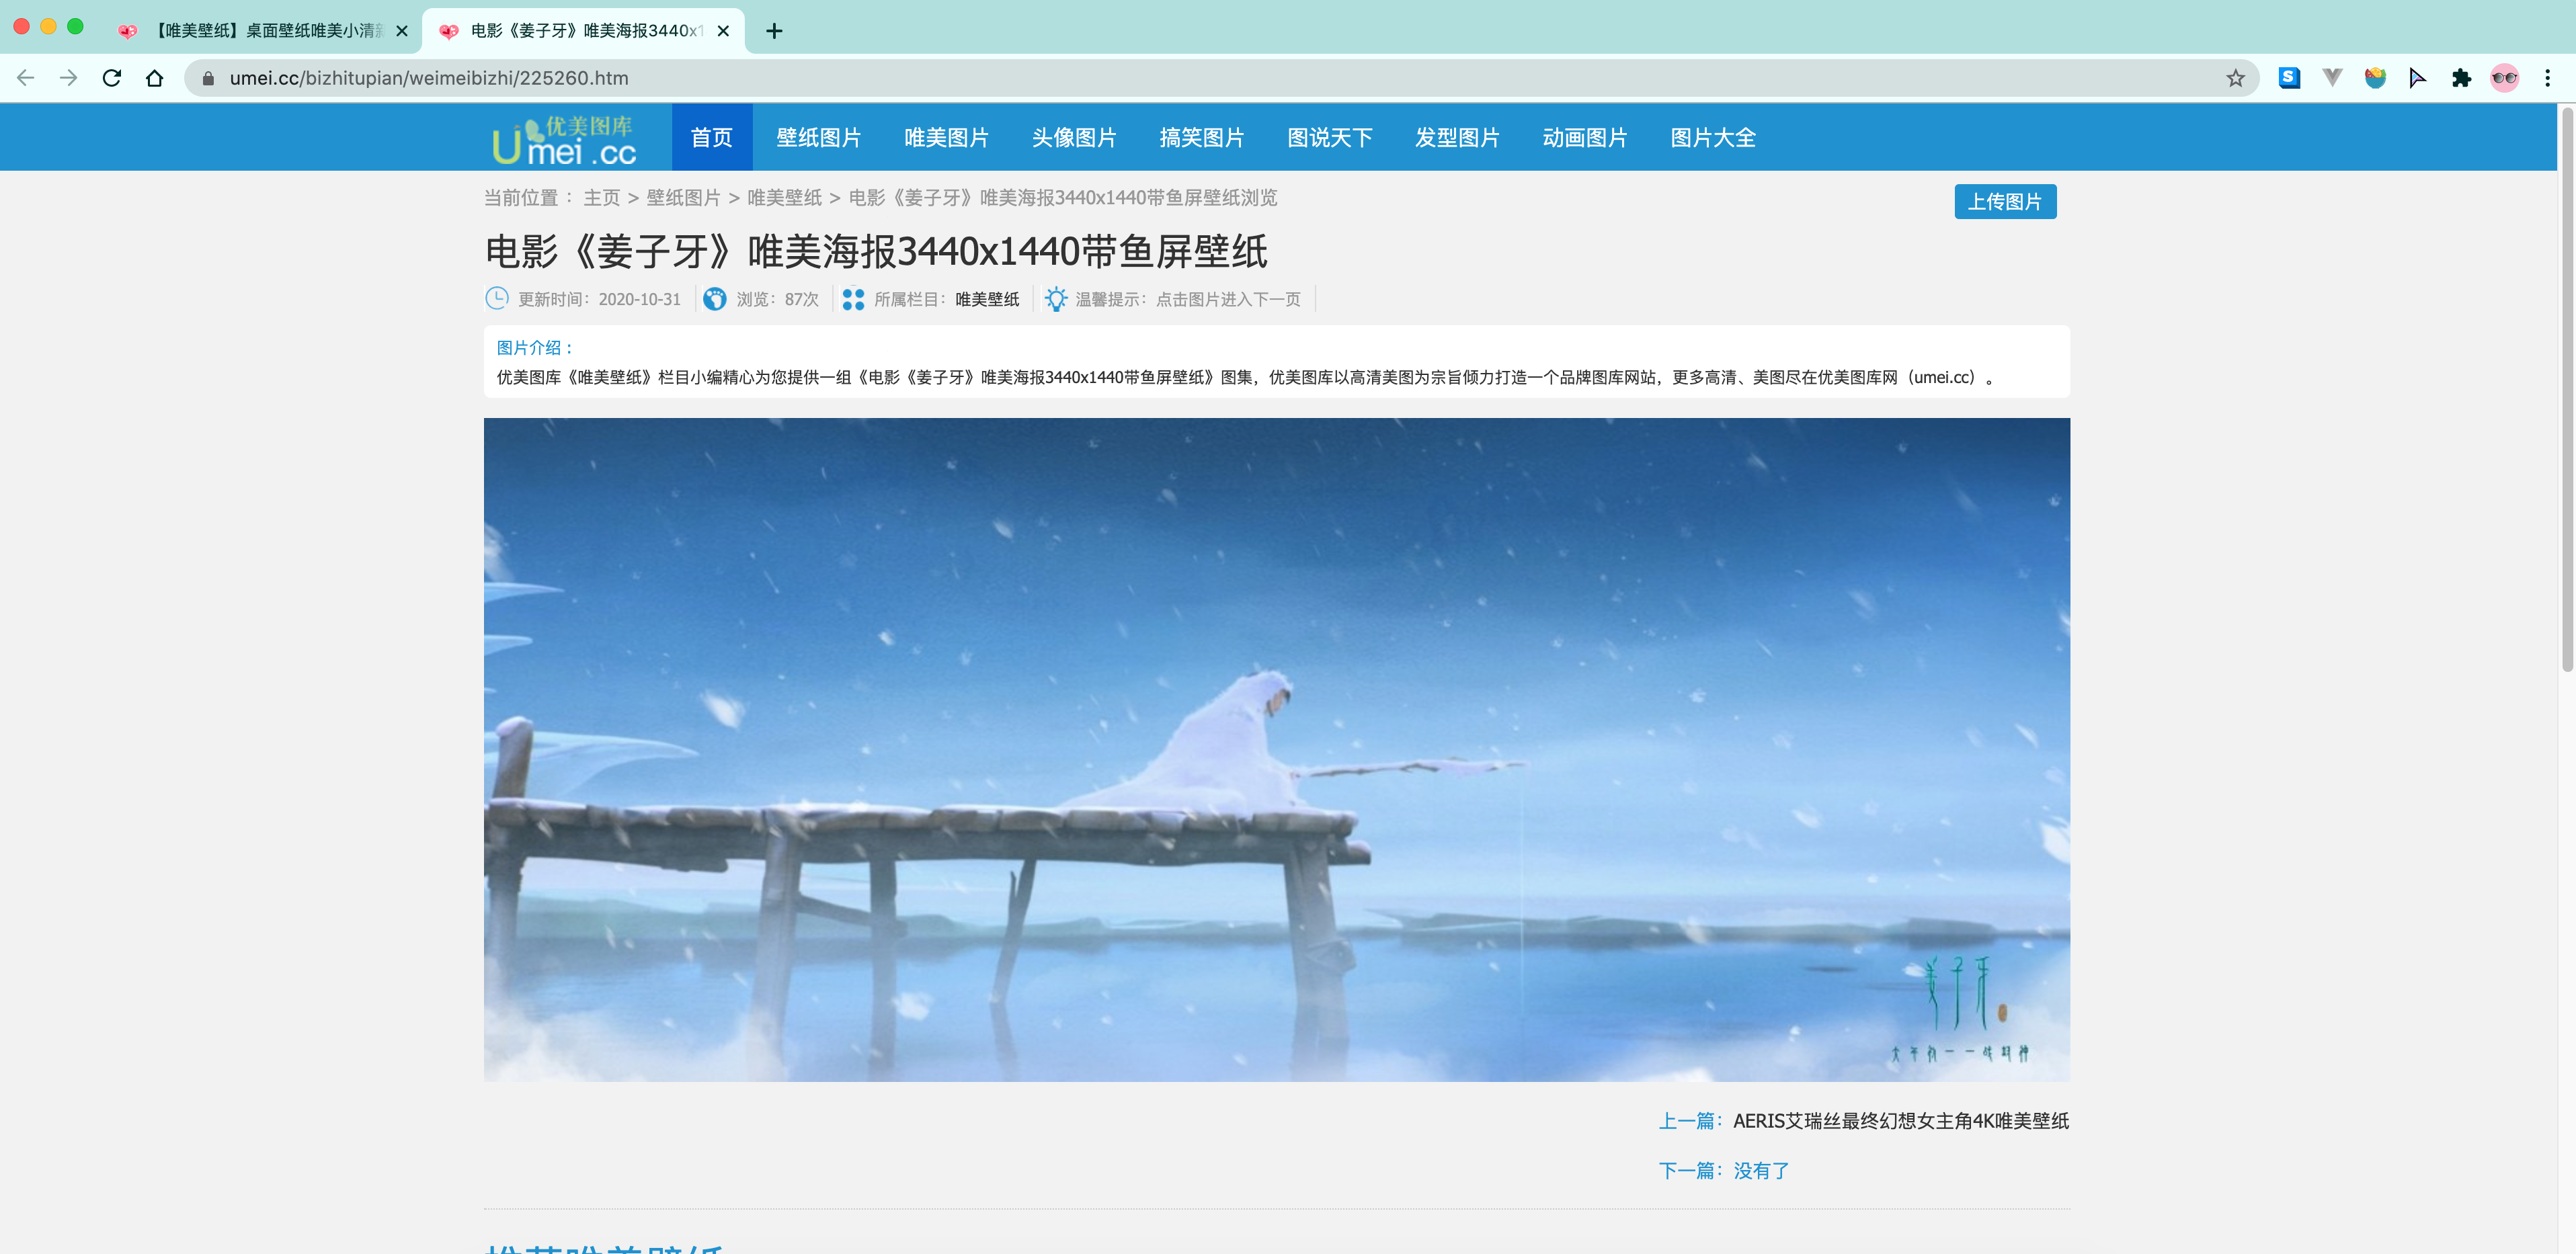 【唯美壁纸】桌面壁纸唯美小清新
电影《姜子牙》唯美海报3440x1
umei.cc/bizhitupian/weimeibizhi/225260.htm
优美图库
Umei.cc
首页 壁纸图片 唯美图片 头像图片 搞笑图片 图说天下 发型图片 动画图片 图片大全
当前位置： 主页 > 壁纸图片 > 唯美壁纸 > 电影《姜子牙》唯美海报3440x1440带鱼屏壁纸浏览
上传图片
电影《姜子牙》唯美海报3440x1440带鱼屏壁纸
更新时间：2020-10-31 浏览：87次 所属栏目：唯美壁纸 温馨提示：点击图片进入下一页
图片介绍：
优美图库《唯美壁纸》栏目小编精心为您提供一组《电影《姜子牙》唯美海报3440x1440带鱼屏壁纸》图集，优美图库以高清美图为宗旨倾力打造一个品牌图库网站，更多高清、美图尽在优美图库网（umei.cc）。
姜子牙
大年初一 一战封神
上一篇：AERIS艾瑞丝最终幻想女主角4K唯美壁纸
下一篇：没有了
推荐唯美壁纸